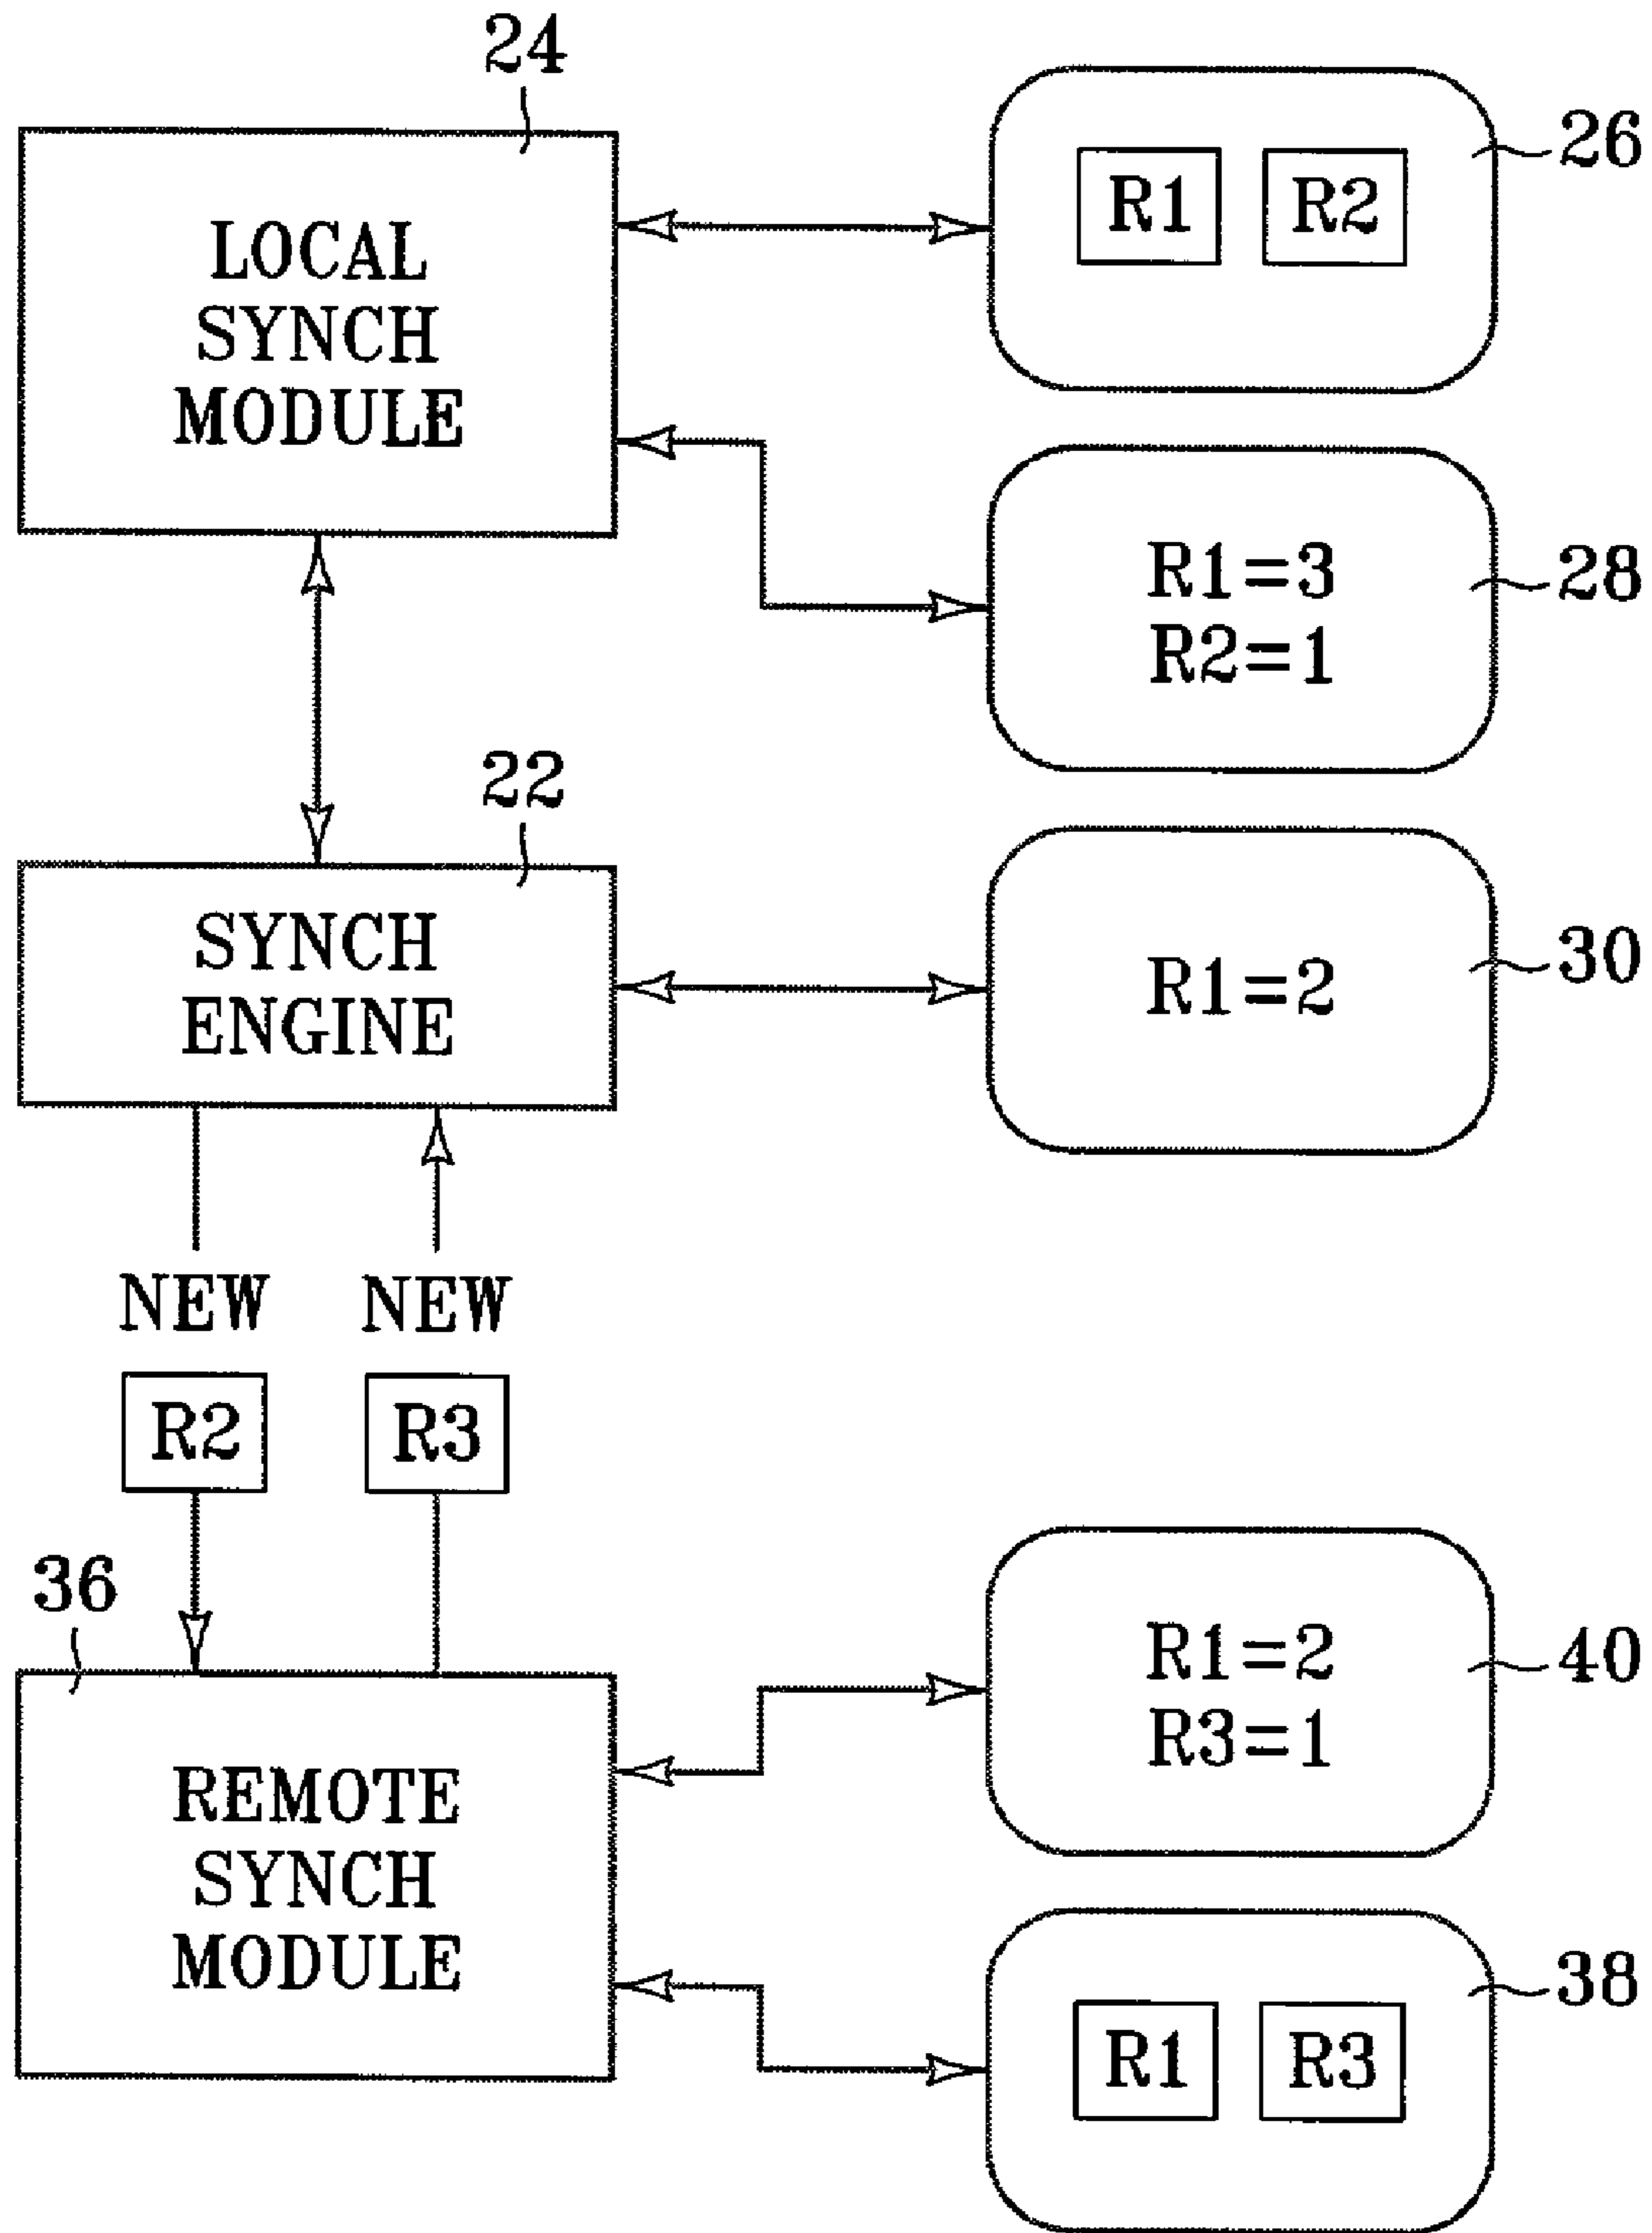 24
LOCAL
SYNCH
MODULE
R1 R2
26
R1=3
R2=1
28
22
SYNCH
ENGINE
R1=2
30
NEW NEW
R2 R3
36
REMOTE
SYNCH
MODULE
R1=2
R3=1
40
R1 R3
38